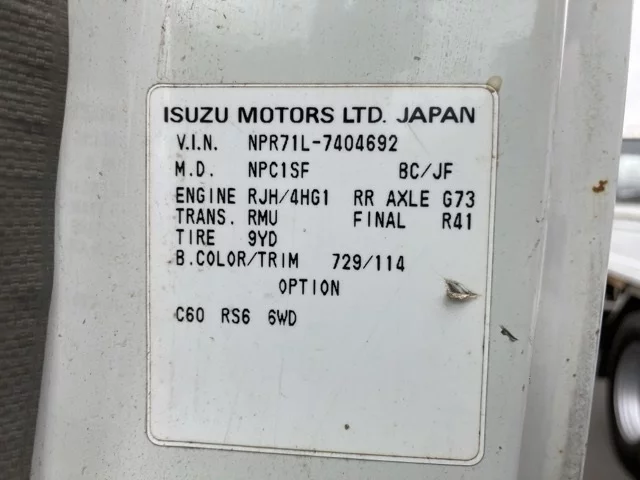 ISUZU MOTORS LTD. JAPAN
V.I.N. NPR71L-7404692
M.D. NPC1SF BC/JF
ENGINE RJH/4HG1 RR AXLE G73
TRANS. RMU FINAL R41
TIRE 9YD
B.COLOR/TRIM 729/114
OPTION
C60 RS6 6WD